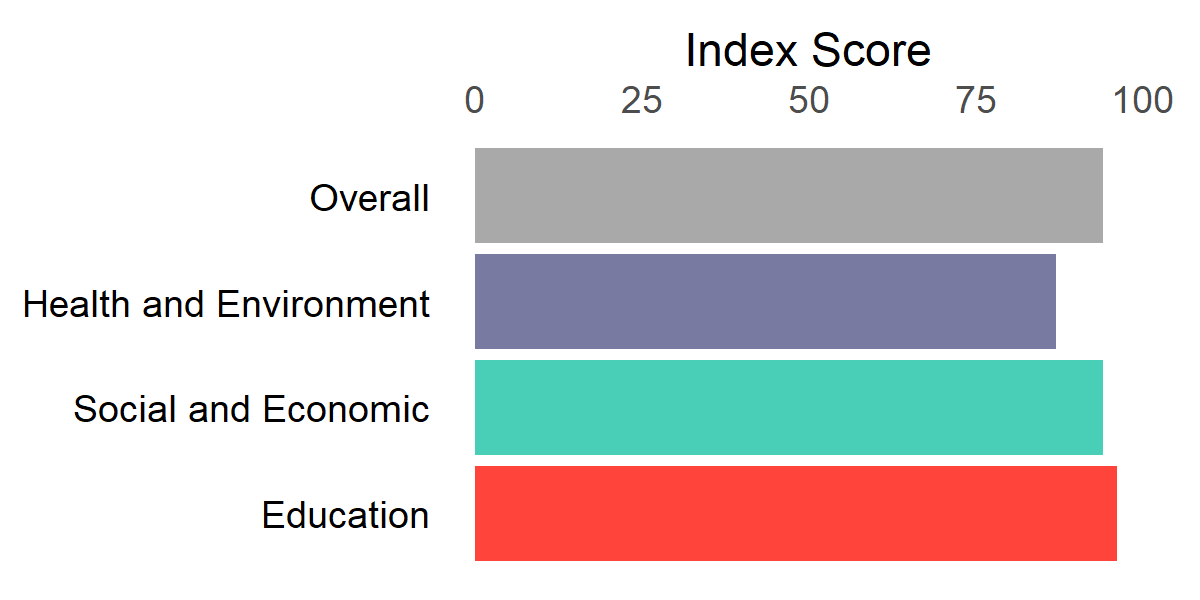 Index Score
0 25 50 75 100
Overall
Health and Environment
Social and Economic
Education